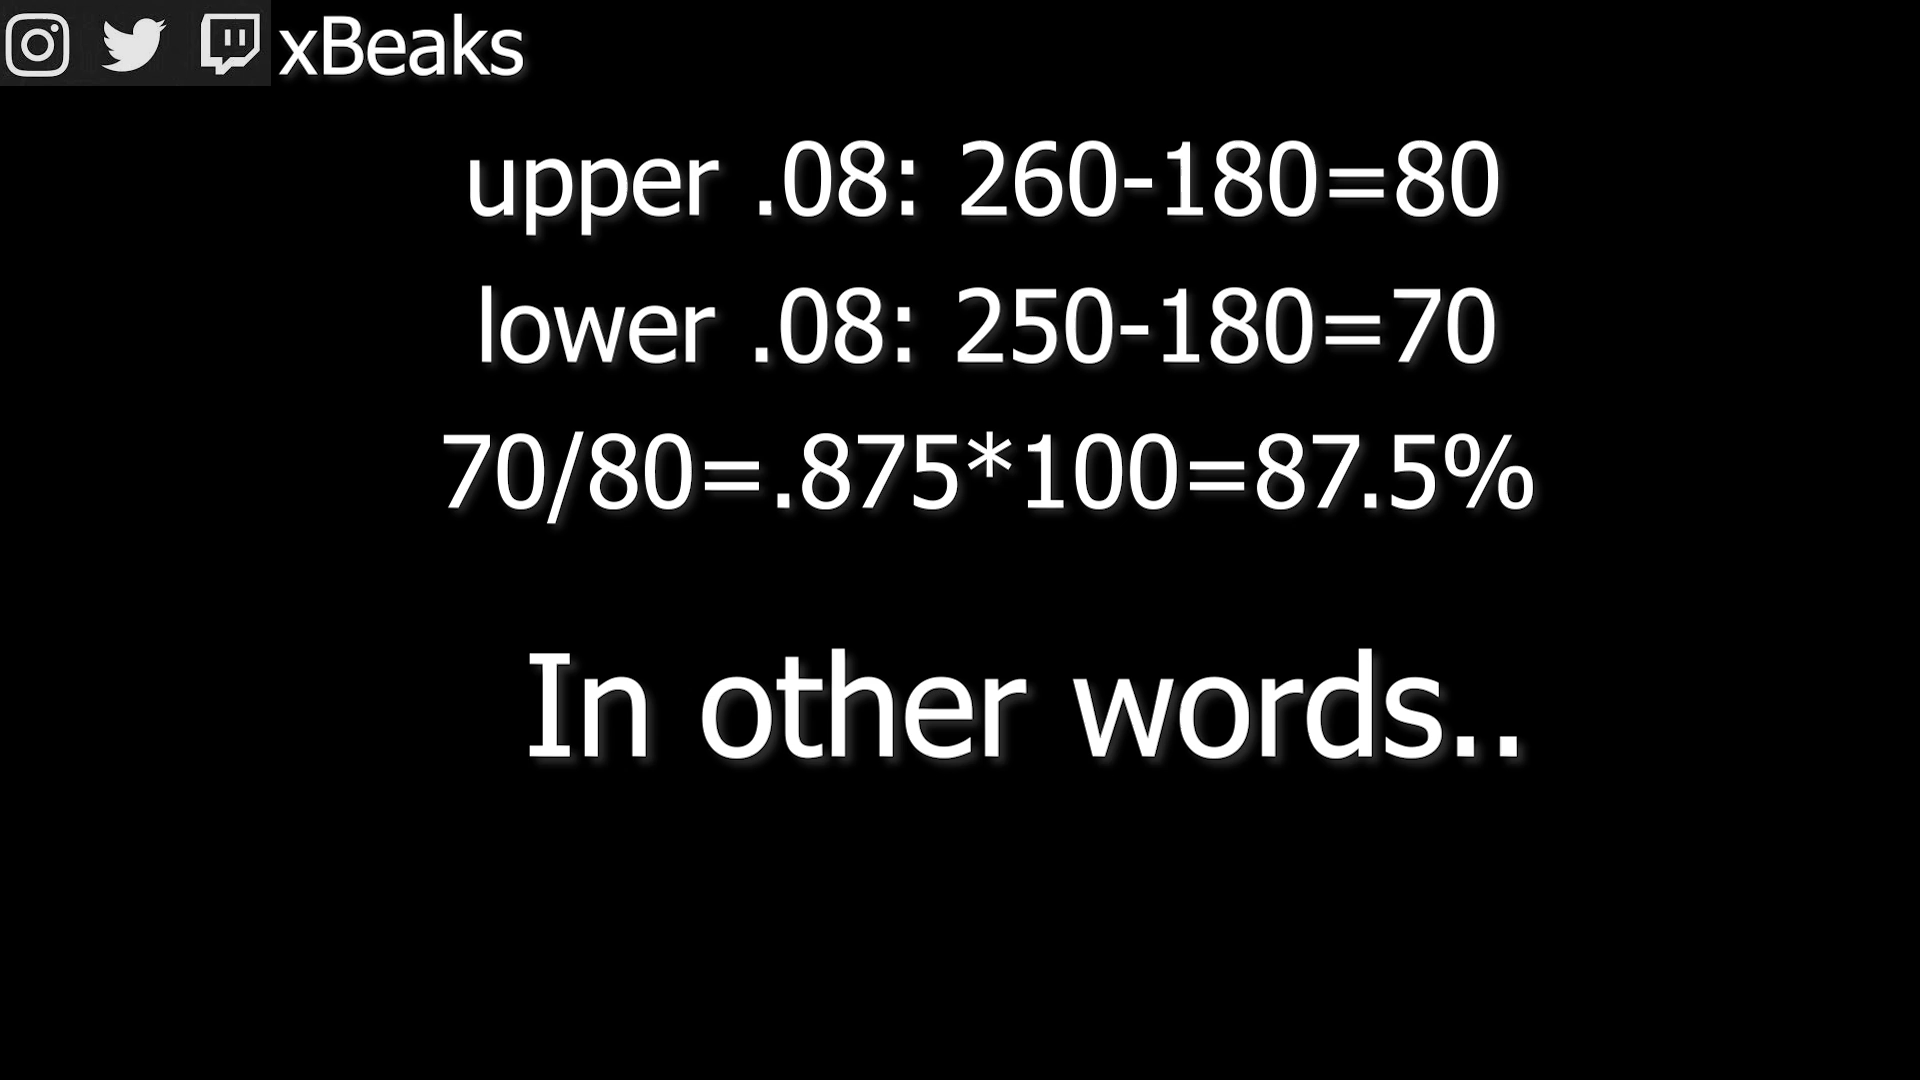 xBeaks
upper .08: 260-180=80
lower .08: 250-180=70
70/80=.875*100=87.5%
In other words..